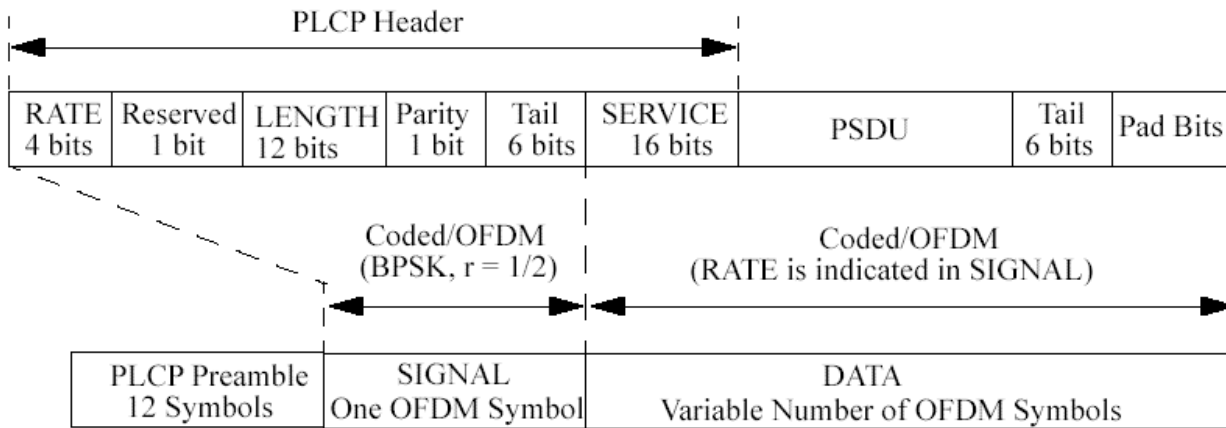 PLCP Header
RATE Reserved LENGTH Parity Tail SERVICE PSDU Tail Pad Bits
4 bits 1 bit 12 bits 1 bit 6 bits 16 bits 6 bits
Coded/OFDM Coded/OFDM
(BPSK, r = 1/2) (RATE is indicated in SIGNAL)
PLCP Preamble SIGNAL DATA
12 Symbols One OFDM Symbol Variable Number of OFDM Symbols